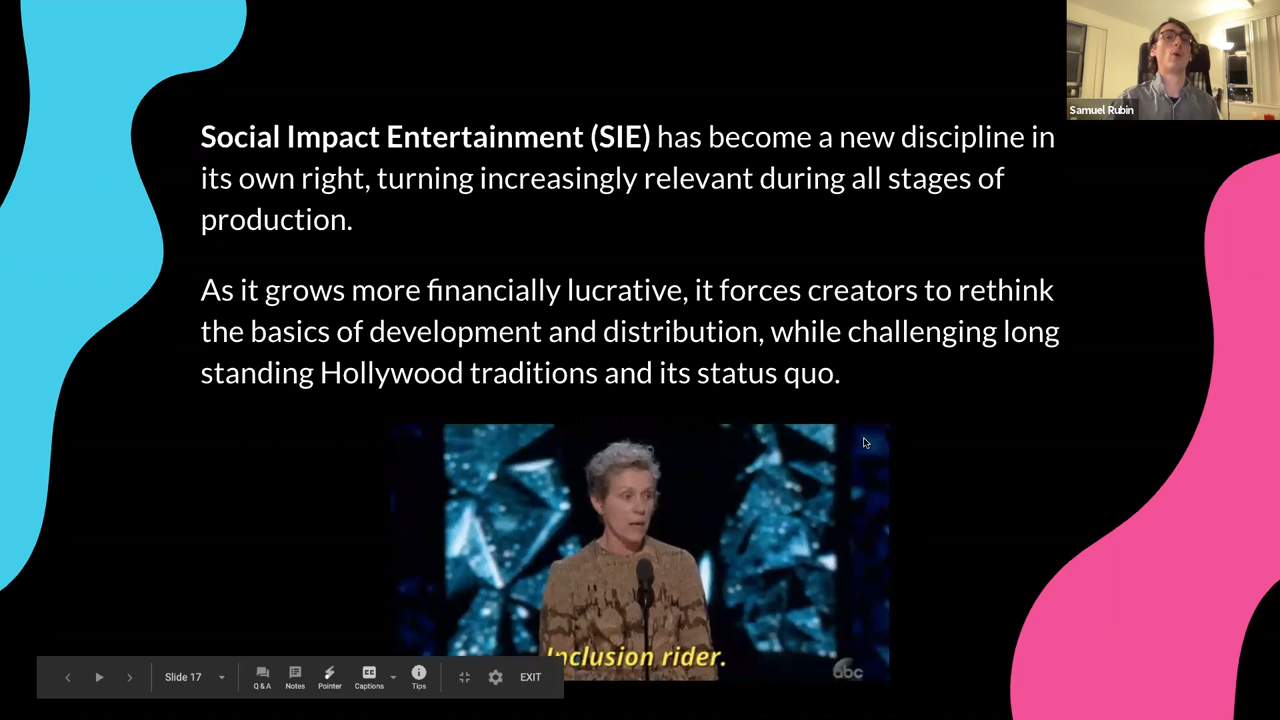 Samuel Rubin
Social Impact Entertainment (SIE) has become a new discipline in
its own right, turning increasingly relevant during all stages of
production.
As it grows more financially lucrative, it forces creators to rethink
the basics of development and distribution, while challenging long
standing Hollywood traditions and its status quo.
Inclusion rider.
abc
Slide 17
Q & A
Notes
Pointer
CC
Captions
Tips
EXIT